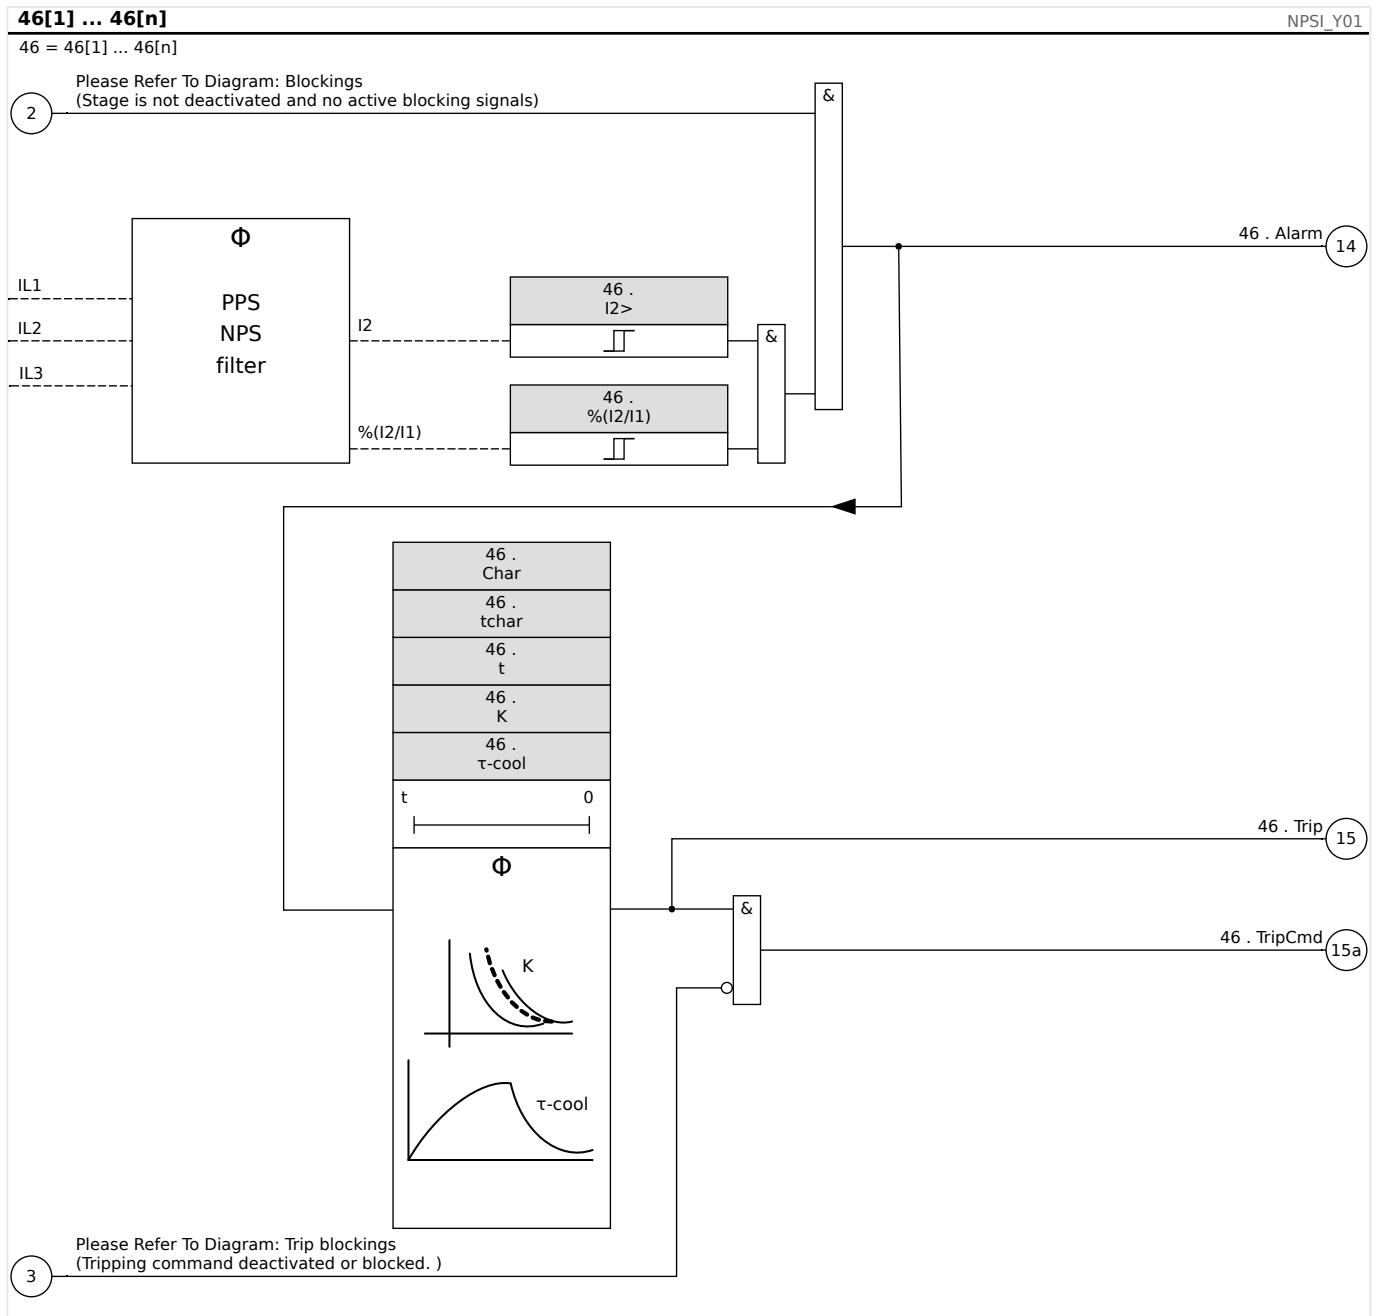 46[1] ... 46[n]
NPSI_Y01
46 = 46[1] ... 46[n]
Please Refer To Diagram: Blockings
2
(Stage is not deactivated and no active blocking signals)
&
Φ
PPS
NPS
filter
IL1
IL2
IL3
I2
%(I2/I1)
46 .
I2>
46 .
%(I2/I1)
&
46 . Alarm
14
46 .
Char
46 .
tchar
46 .
t
46 .
K
46 .
τ-cool
t 0
Φ
K
τ-cool
46 . Trip
15
&
46 . TripCmd
15a
Please Refer To Diagram: Trip blockings
3
(Tripping command deactivated or blocked. )